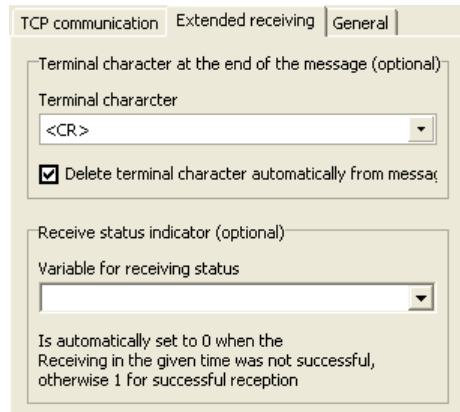 TCP communication Extended receiving General
Terminal character at the end of the message (optional)
Terminal chararcter
<CR>
Delete terminal character automatically from messag
Receive status indicator (optional)
Variable for receiving status
Is automatically set to 0 when the
Receiving in the given time was not successful,
otherwise 1 for successful reception